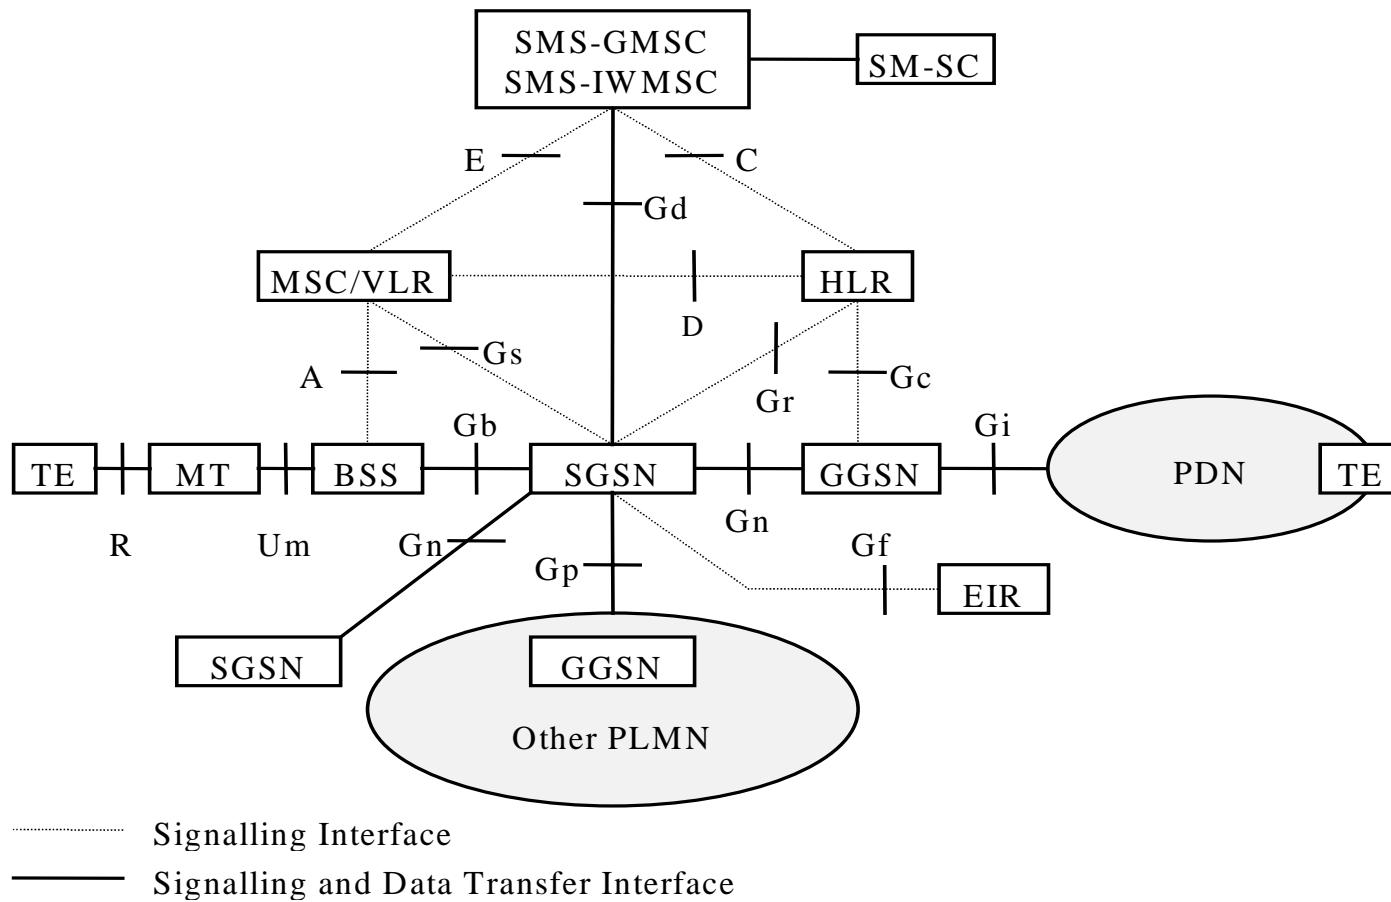 SMS-GMSC
SMS-IWMSC
SM-SC
E
C
Gd
MSC/VLR
HLR
D
Gs
A
Gr
Gc
Gb
Gi
TE
MT
BSS
SGSN
GGSN
PDN
TE
R
Um
Gn
Gn
Gf
Gp
EIR
SGSN
GGSN
Other PLMN
Signalling Interface
Signalling and Data Transfer Interface